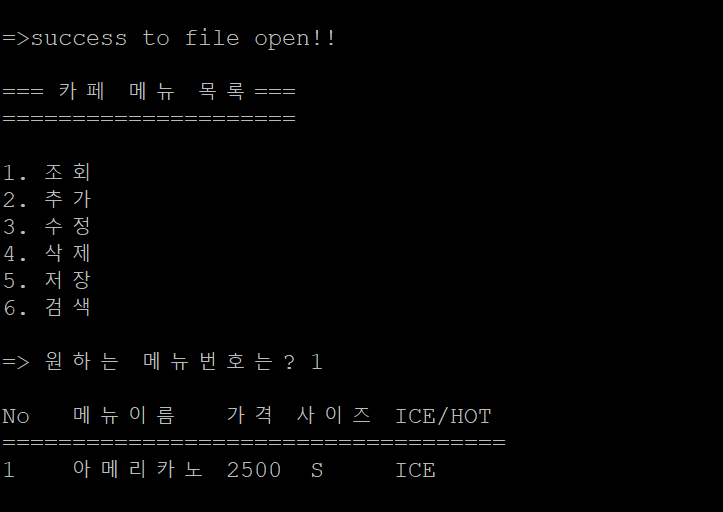 =>success to file open!!
=== 카페 메뉴 목록 ===
=====================
1. 조회
2. 추가
3. 수정
4. 삭제
5. 저장
6. 검색
=> 원하는 메뉴번호는? 1
No 메뉴이름 가격 사이즈 ICE/HOT
====================================
1 아메리카노 2500 S ICE